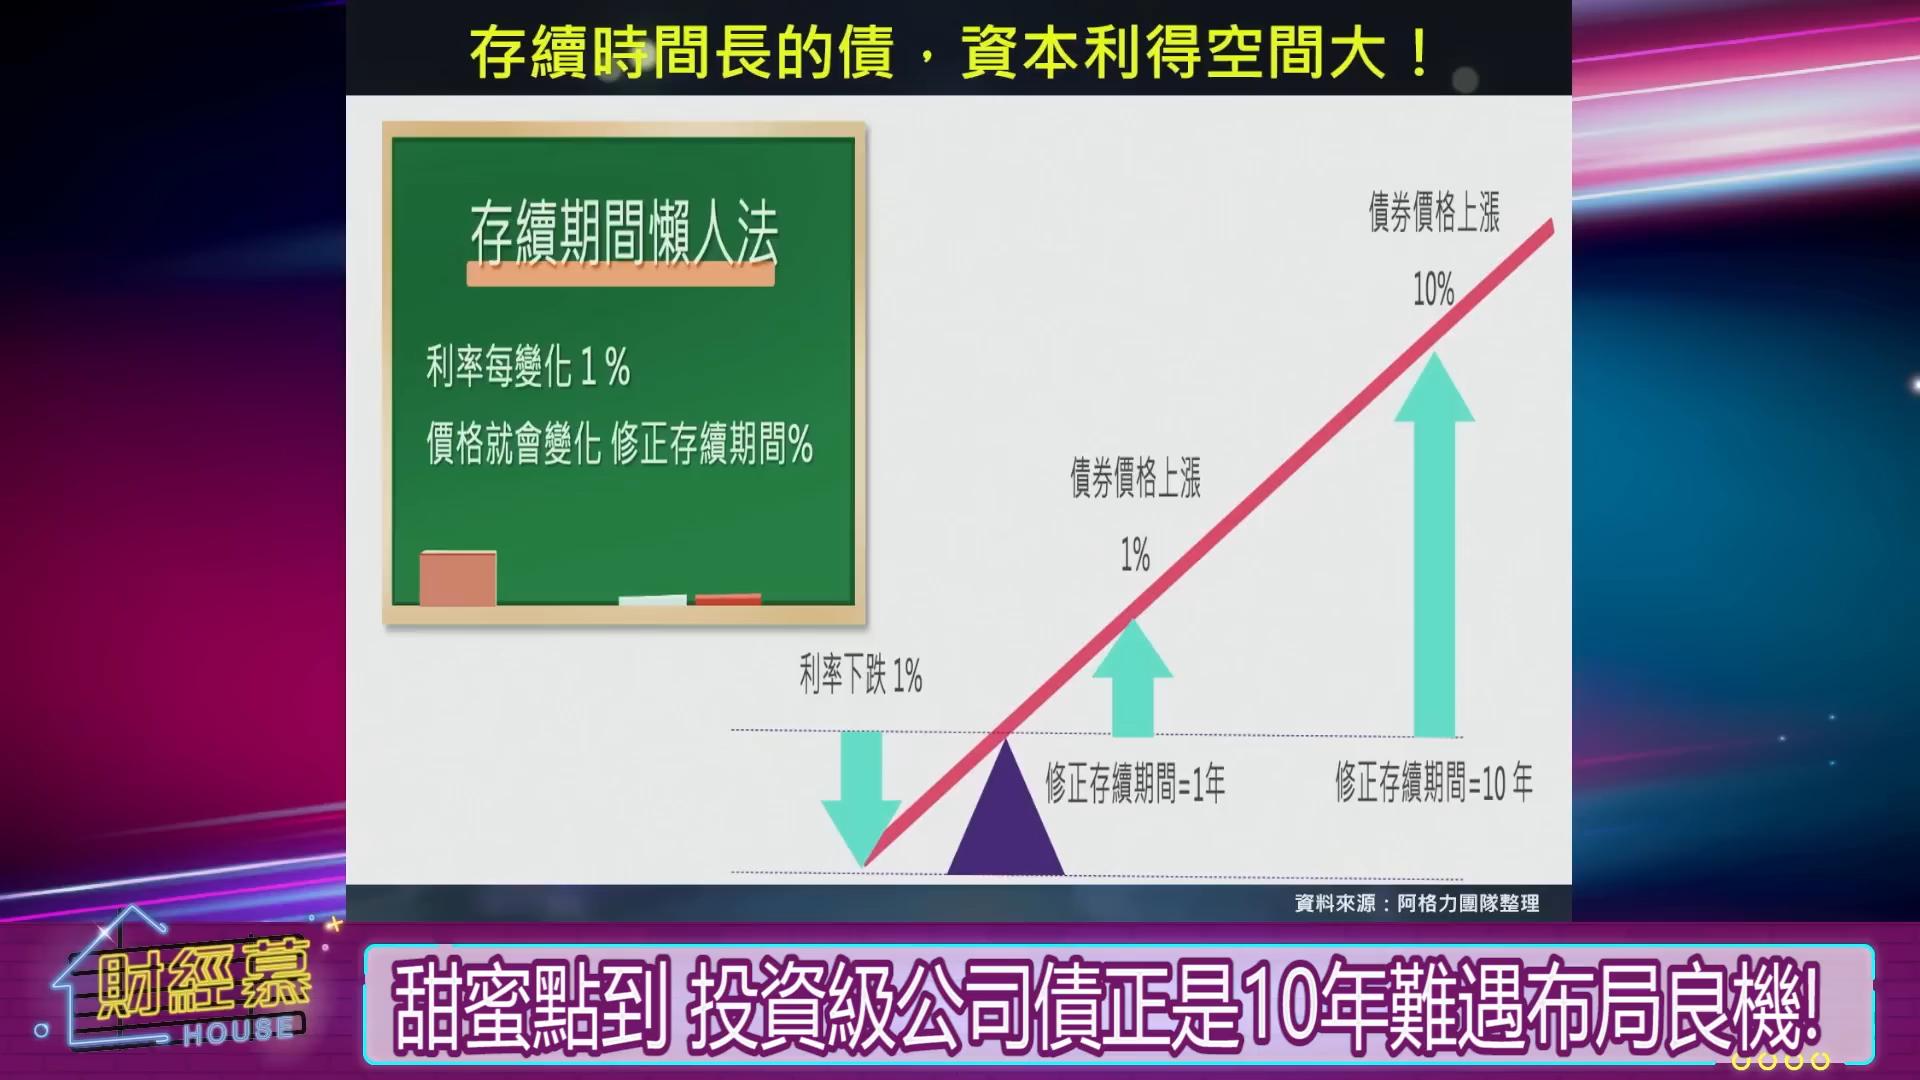 存續時間長的債，資本利得空間大！
存續期間懶人法
利率每變化1%
價格就會變化 修正存續期間%
債券價格上漲
10%
債券價格上漲
1%
利率下跌 1%
修正存續期間=1年
修正存續期間=10 年
資料來源：阿格力團隊整理
財經慕
HOUSE
甜蜜點到 投資級公司債正是10年難遇布局良機!